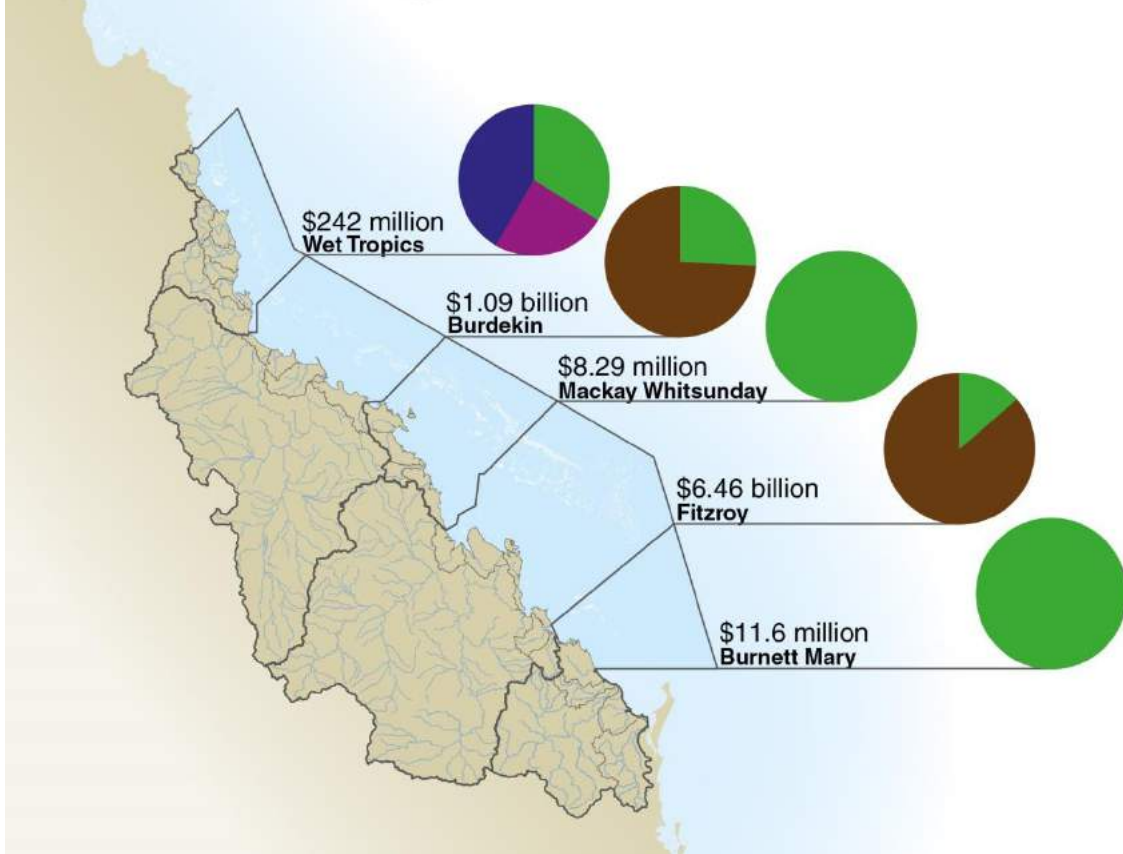 $242 million
Wet Tropics
$1.09 billion
Burdekin
$8.29 million
Mackay Whitsunday
$6.46 billion
Fitzroy
$11.6 million
Burnett Mary